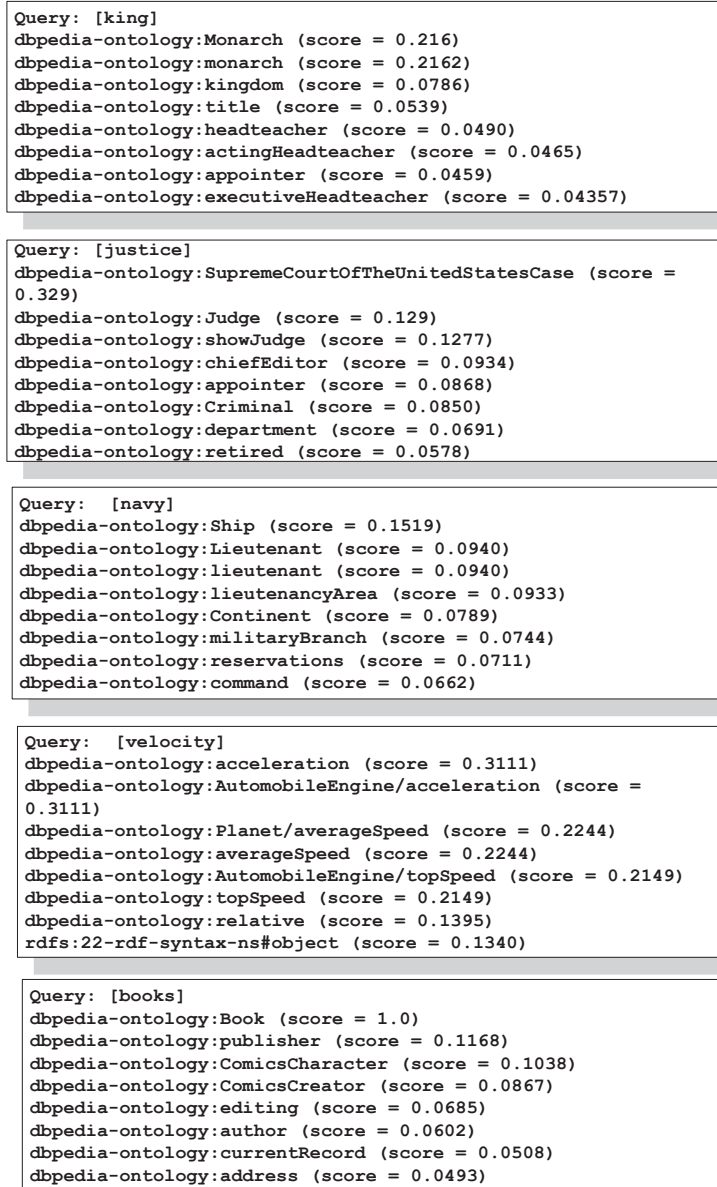 Query: [king]
dbpedia-ontology:Monarch (score = 0.216)
dbpedia-ontology:monarch (score = 0.2162)
dbpedia-ontology:kingdom (score = 0.0786)
dbpedia-ontology:title (score = 0.0539)
dbpedia-ontology:headteacher (score = 0.0490)
dbpedia-ontology:actingHeadteacher (score = 0.0465)
dbpedia-ontology:appointer (score = 0.0459)
dbpedia-ontology:executiveHeadteacher (score = 0.04357)
Query: [justice]
dbpedia-ontology:SupremeCourtOfTheUnitedStatesCase (score =
0.329)
dbpedia-ontology:Judge (score = 0.129)
dbpedia-ontology:showJudge (score = 0.1277)
dbpedia-ontology:chiefEditor (score = 0.0934)
dbpedia-ontology:appointer (score = 0.0868)
dbpedia-ontology:Criminal (score = 0.0850)
dbpedia-ontology:department (score = 0.0691)
dbpedia-ontology:retired (score = 0.0578)
Query:  [navy]
dbpedia-ontology:Ship (score = 0.1519)
dbpedia-ontology:Lieutenant (score = 0.0940)
dbpedia-ontology:lieutenant (score = 0.0940)
dbpedia-ontology:lieutenancyArea (score = 0.0933)
dbpedia-ontology:Continent (score = 0.0789)
dbpedia-ontology:militaryBranch (score = 0.0744)
dbpedia-ontology:reservations (score = 0.0711)
dbpedia-ontology:command (score = 0.0662)
Query:  [velocity]
dbpedia-ontology:acceleration (score = 0.3111)
dbpedia-ontology:AutomobileEngine/acceleration (score =
0.3111)
dbpedia-ontology:Planet/averageSpeed (score = 0.2244)
dbpedia-ontology:averageSpeed (score = 0.2244)
dbpedia-ontology:AutomobileEngine/topSpeed (score = 0.2149)
dbpedia-ontology:topSpeed (score = 0.2149)
dbpedia-ontology:relative (score = 0.1395)
rdfs:22-rdf-syntax-ns#object (score = 0.1340)
Query: [books]
dbpedia-ontology:Book (score = 1.0)
dbpedia-ontology:publisher (score = 0.1168)
dbpedia-ontology:ComicsCharacter (score = 0.1038)
dbpedia-ontology:ComicsCreator (score = 0.0867)
dbpedia-ontology:editing (score = 0.0685)
dbpedia-ontology:author (score = 0.0602)
dbpedia-ontology:currentRecord (score = 0.0508)
dbpedia-ontology:address (score = 0.0493)